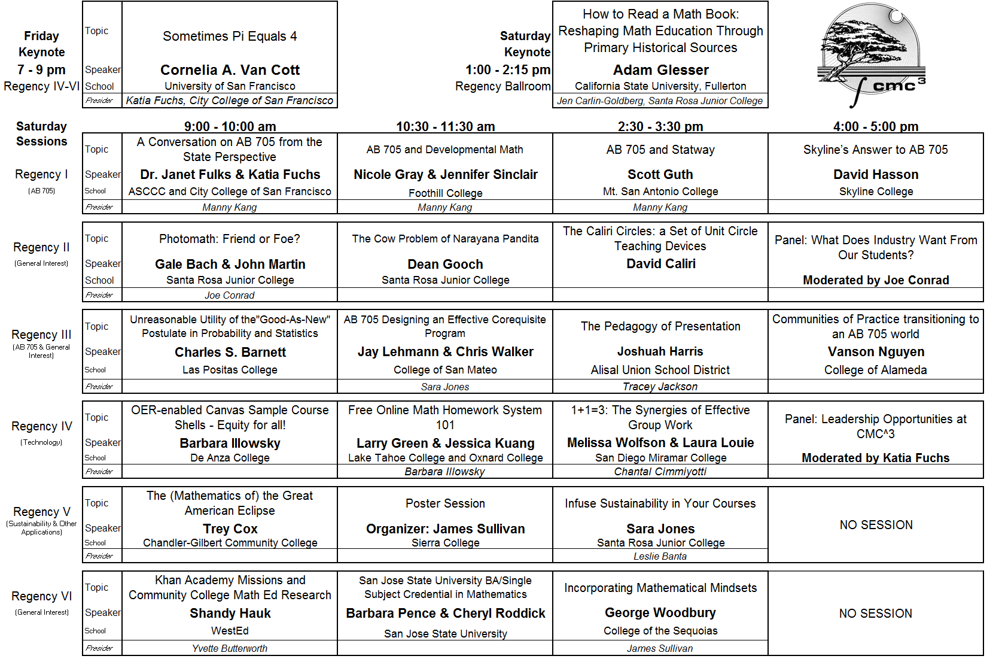 Friday
Keynote
7 - 9 pm
Regency IV-VI
Topic
Sometimes Pi Equals 4
Speaker
Cornelia A. Van Cott
School
University of San Francisco
Presider
Katia Fuchs, City College of San Francisco
Saturday
Keynote
1:00 - 2:15 pm
Regency Ballroom
How to Read a Math Book:
Reshaping Math Education Through
Primary Historical Sources
Adam Glesser
California State University, Fullerton
Jen Carlin-Goldberg, Santa Rosa Junior College
∫ cmc³
Saturday
Sessions
9:00 - 10:00 am
10:30 - 11:30 am
2:30 - 3:30 pm
4:00 - 5:00 pm
Regency I
(AB 705)
Topic
A Conversation on AB 705 from the
State Perspective
AB 705 and Developmental Math
AB 705 and Statway
Skyline's Answer to AB 705
Speaker
Dr. Janet Fulks & Katia Fuchs
Nicole Gray & Jennifer Sinclair
Scott Guth
David Hasson
School
ASCCC and City College of San Francisco
Foothill College
Mt. San Antonio College
Skyline College
Presider
Manny Kang
Manny Kang
Manny Kang
Regency II
(General Interest)
Topic
Photomath: Friend or Foe?
The Cow Problem of Narayana Pandita
The Caliri Circles: a Set of Unit Circle
Teaching Devices
Panel: What Does Industry Want From
Our Students?
Speaker
Gale Bach & John Martin
Dean Gooch
David Caliri
School
Santa Rosa Junior College
Santa Rosa Junior College
Moderated by Joe Conrad
Presider
Joe Conrad
Regency III
(AB 705 & General
Interest)
Topic
Unreasonable Utility of the"Good-As-New"
Postulate in Probability and Statistics
AB 705 Designing an Effective Corequisite
Program
The Pedagogy of Presentation
Communities of Practice transitioning to
an AB 705 world
Speaker
Charles S. Barnett
Jay Lehmann & Chris Walker
Joshuah Harris
Vanson Nguyen
School
Las Positas College
College of San Mateo
Alisal Union School District
College of Alameda
Presider
Sara Jones
Tracey Jackson
Regency IV
(Technology)
Topic
OER-enabled Canvas Sample Course
Shells - Equity for all!
Free Online Math Homework System
101
1+1=3: The Synergies of Effective
Group Work
Panel: Leadership Opportunities at
CMC^3
Speaker
Barbara Illowsky
Larry Green & Jessica Kuang
Melissa Wolfson & Laura Louie
School
De Anza College
Lake Tahoe College and Oxnard College
San Diego Miramar College
Moderated by Katia Fuchs
Presider
Barbara Illowsky
Chantal Cimmiyotti
Regency V
(Sustainability & Other
Applications)
Topic
The (Mathematics of) the Great
American Eclipse
Poster Session
Infuse Sustainability in Your Courses
NO SESSION
Speaker
Trey Cox
Organizer: James Sullivan
Sara Jones
School
Chandler-Gilbert Community College
Sierra College
Santa Rosa Junior College
Presider
Leslie Banta
Regency VI
(General Interest)
Topic
Khan Academy Missions and
Community College Math Ed Research
San Jose State University BA/Single
Subject Credential in Mathematics
Incorporating Mathematical Mindsets
NO SESSION
Speaker
Shandy Hauk
Barbara Pence & Cheryl Roddick
George Woodbury
School
WestEd
San Jose State University
College of the Sequoias
Presider
Yvette Butterworth
James Sullivan